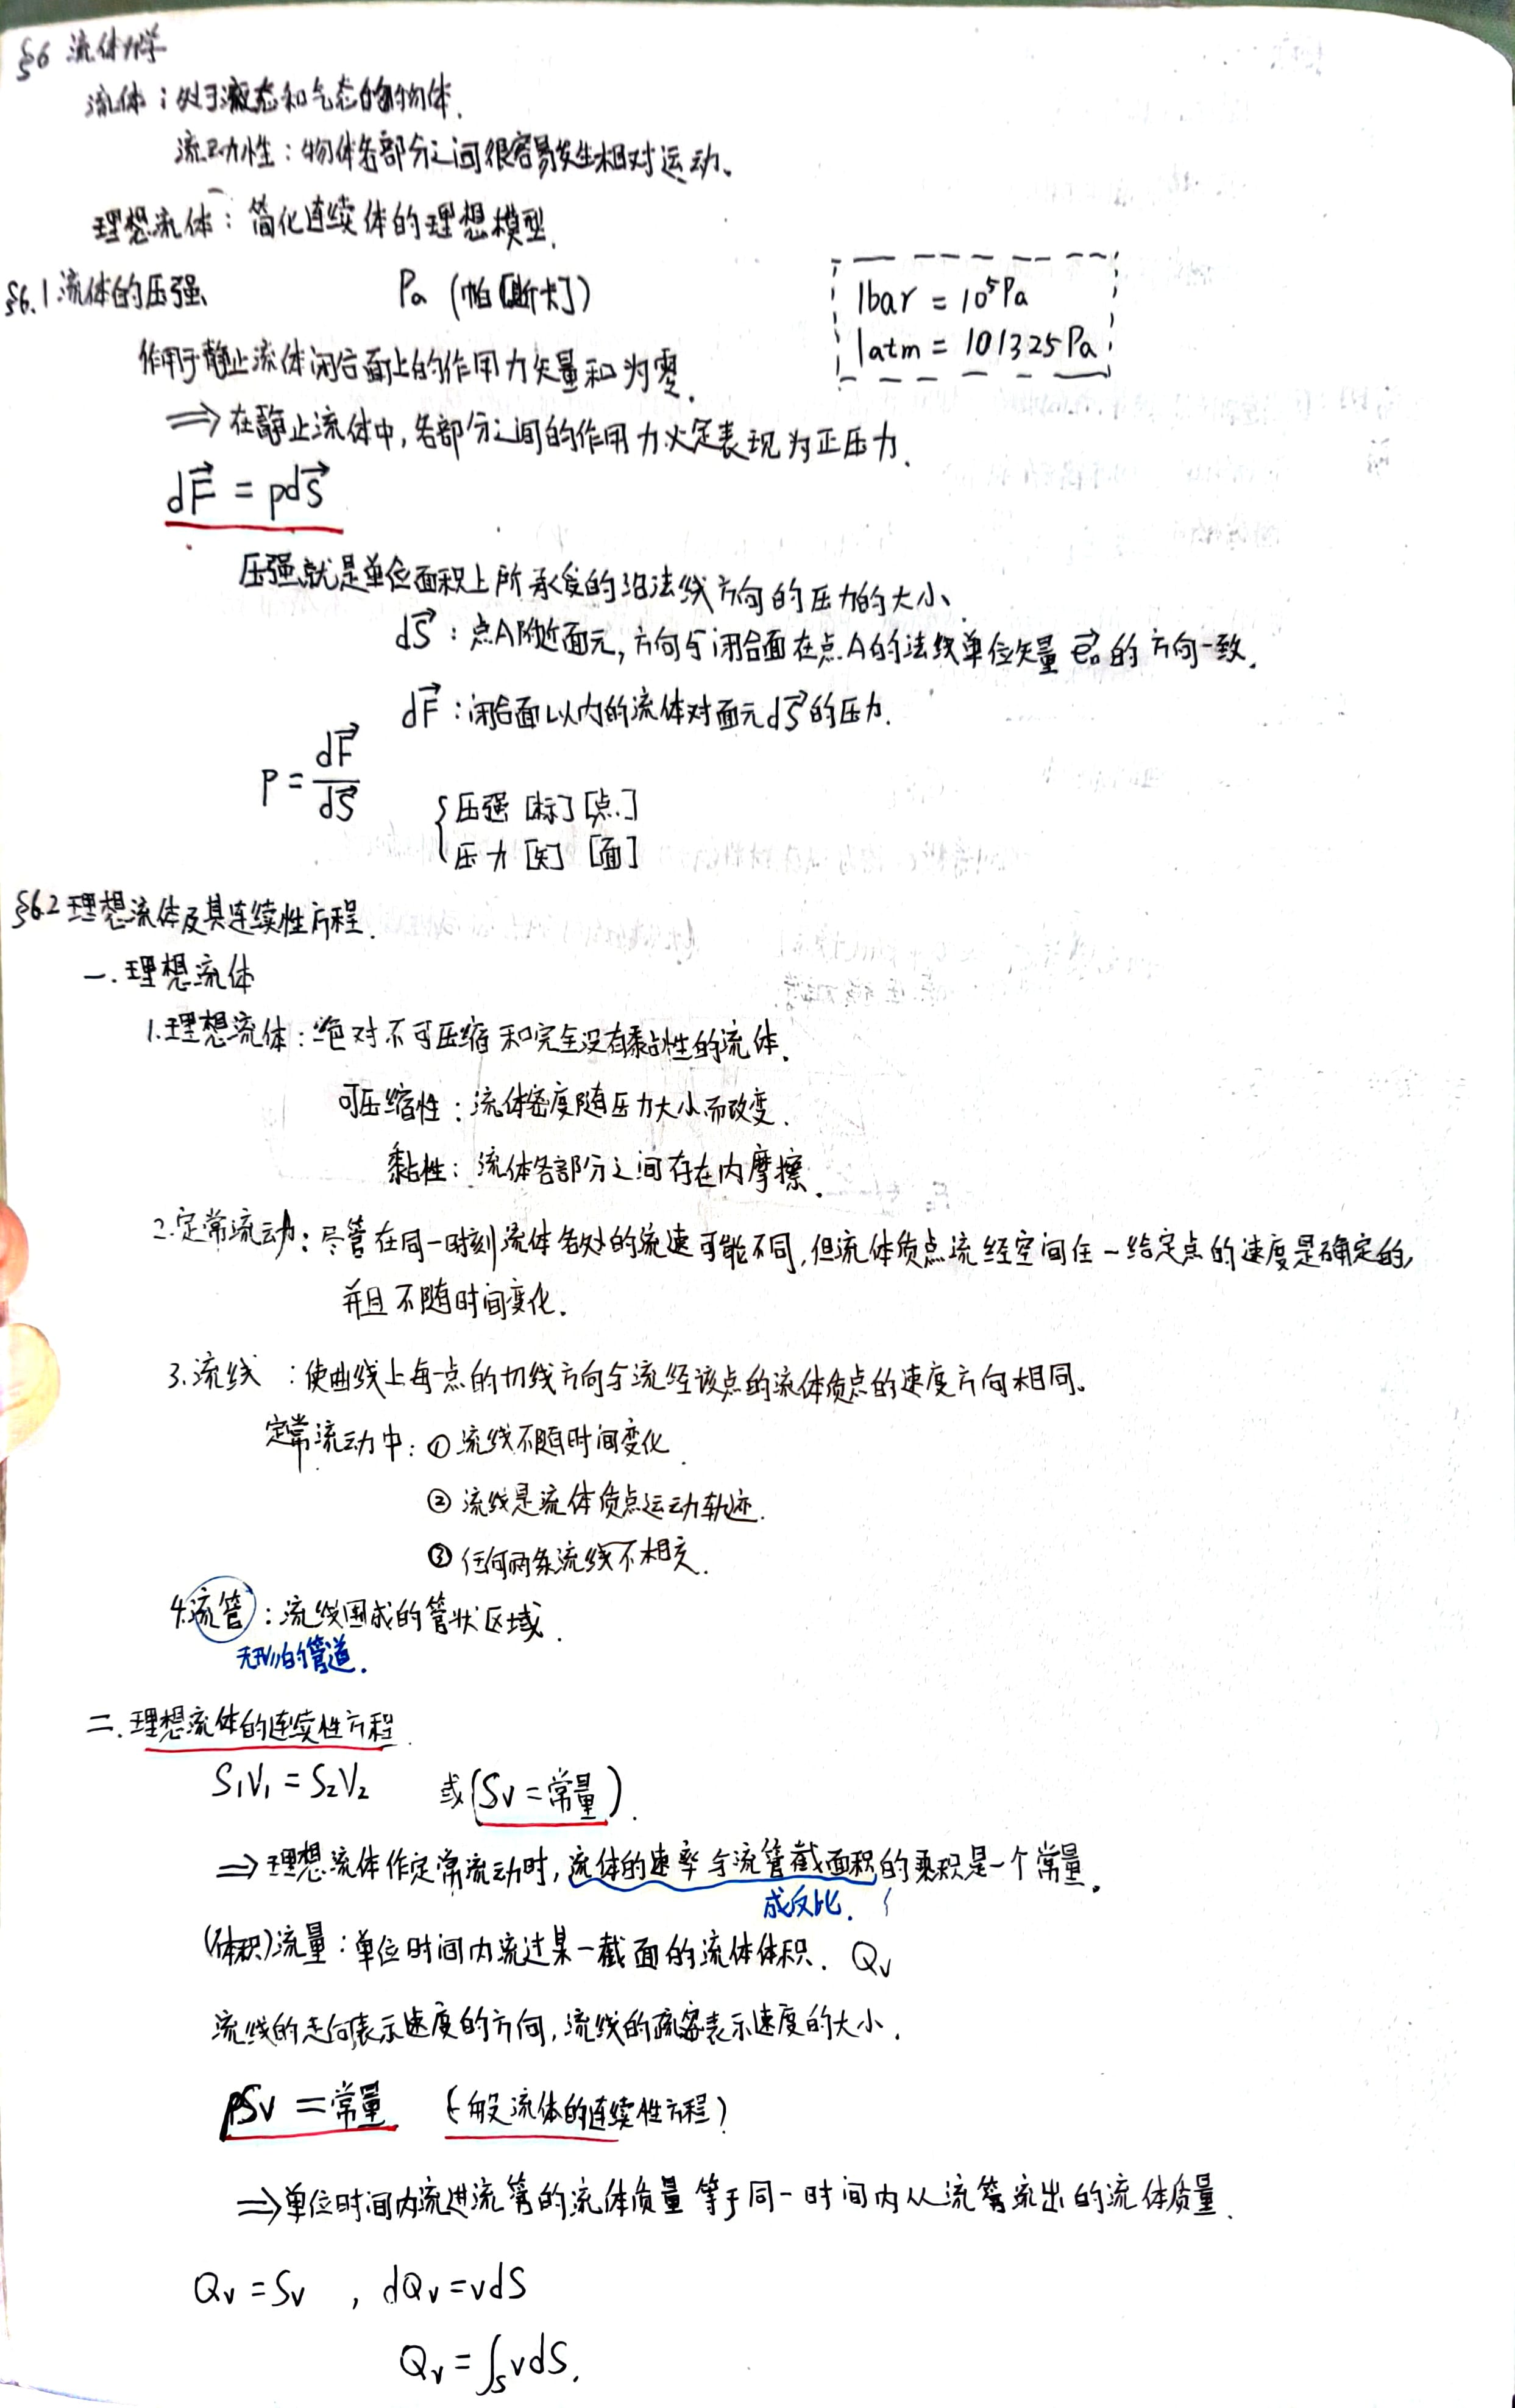 §6 流体力学
流体：处于液态和气态的物体.
流动性：物体各部分之间很容易发生相对运动。
理想流体：简化连续体的理想模型.
§6.1 流体的压强 Pa (帕[斯卡])
1bar = 10⁵Pa
1atm = 101325Pa
作用于静止流体闭合面上的作用力矢量和为零.
⟹ 在静止流体中,各部分之间的作用力必定表现为正压力.
dF⃗ = pdS⃗
压强就是单位面积上所承受的沿法线方向的压力的大小、
dS⃗：点A附近面元,方向与闭合面在点A的法线单位矢量 e⃗ₙ 的方向一致.
dF⃗：闭合面以内的流体对面元dS⃗的压力.
P = dF⃗/dS⃗
{压强 [标] [点]
压力 [矢] [面]
§6.2 理想流体及其连续性方程.
一. 理想流体
1.理想流体：绝对不可压缩和完全没有黏性的流体.
可压缩性：流体密度随压力大小而改变.
黏性：流体各部分之间存在内摩擦.
2.定常流动：尽管在同一时刻流体各处的流速可能不同,但流体质点流经空间任一给定点的速度是确定的,
并且不随时间变化.
3.流线：使曲线上每一点的切线方向与流经该点的流体质点的速度方向相同。
定常流动中：① 流线不随时间变化.
② 流线是流体质点运动轨迹.
③ 任何两条流线不相交.
4.流管：流线围成的管状区域.
无形的管道.
二. 理想流体的连续性方程.
S₁V₁ = S₂V₂ 或(Sv = 常量).
⟹ 理想流体作定常流动时,流体的速率与流管截面积的乘积是一个常量。
成反比.
(体积)流量：单位时间内流过某一截面的流体体积. Qᵥ
流线的走向表示速度的方向,流线的疏密表示速度的大小.
ρSv = 常量 (一般流体的连续性方程)
⟹ 单位时间内流进流管的流体质量等于同一时间内从流管流出的流体质量.
Qᵥ = Sv , dQᵥ = vdS
Qᵥ = ∫ₛvdS.